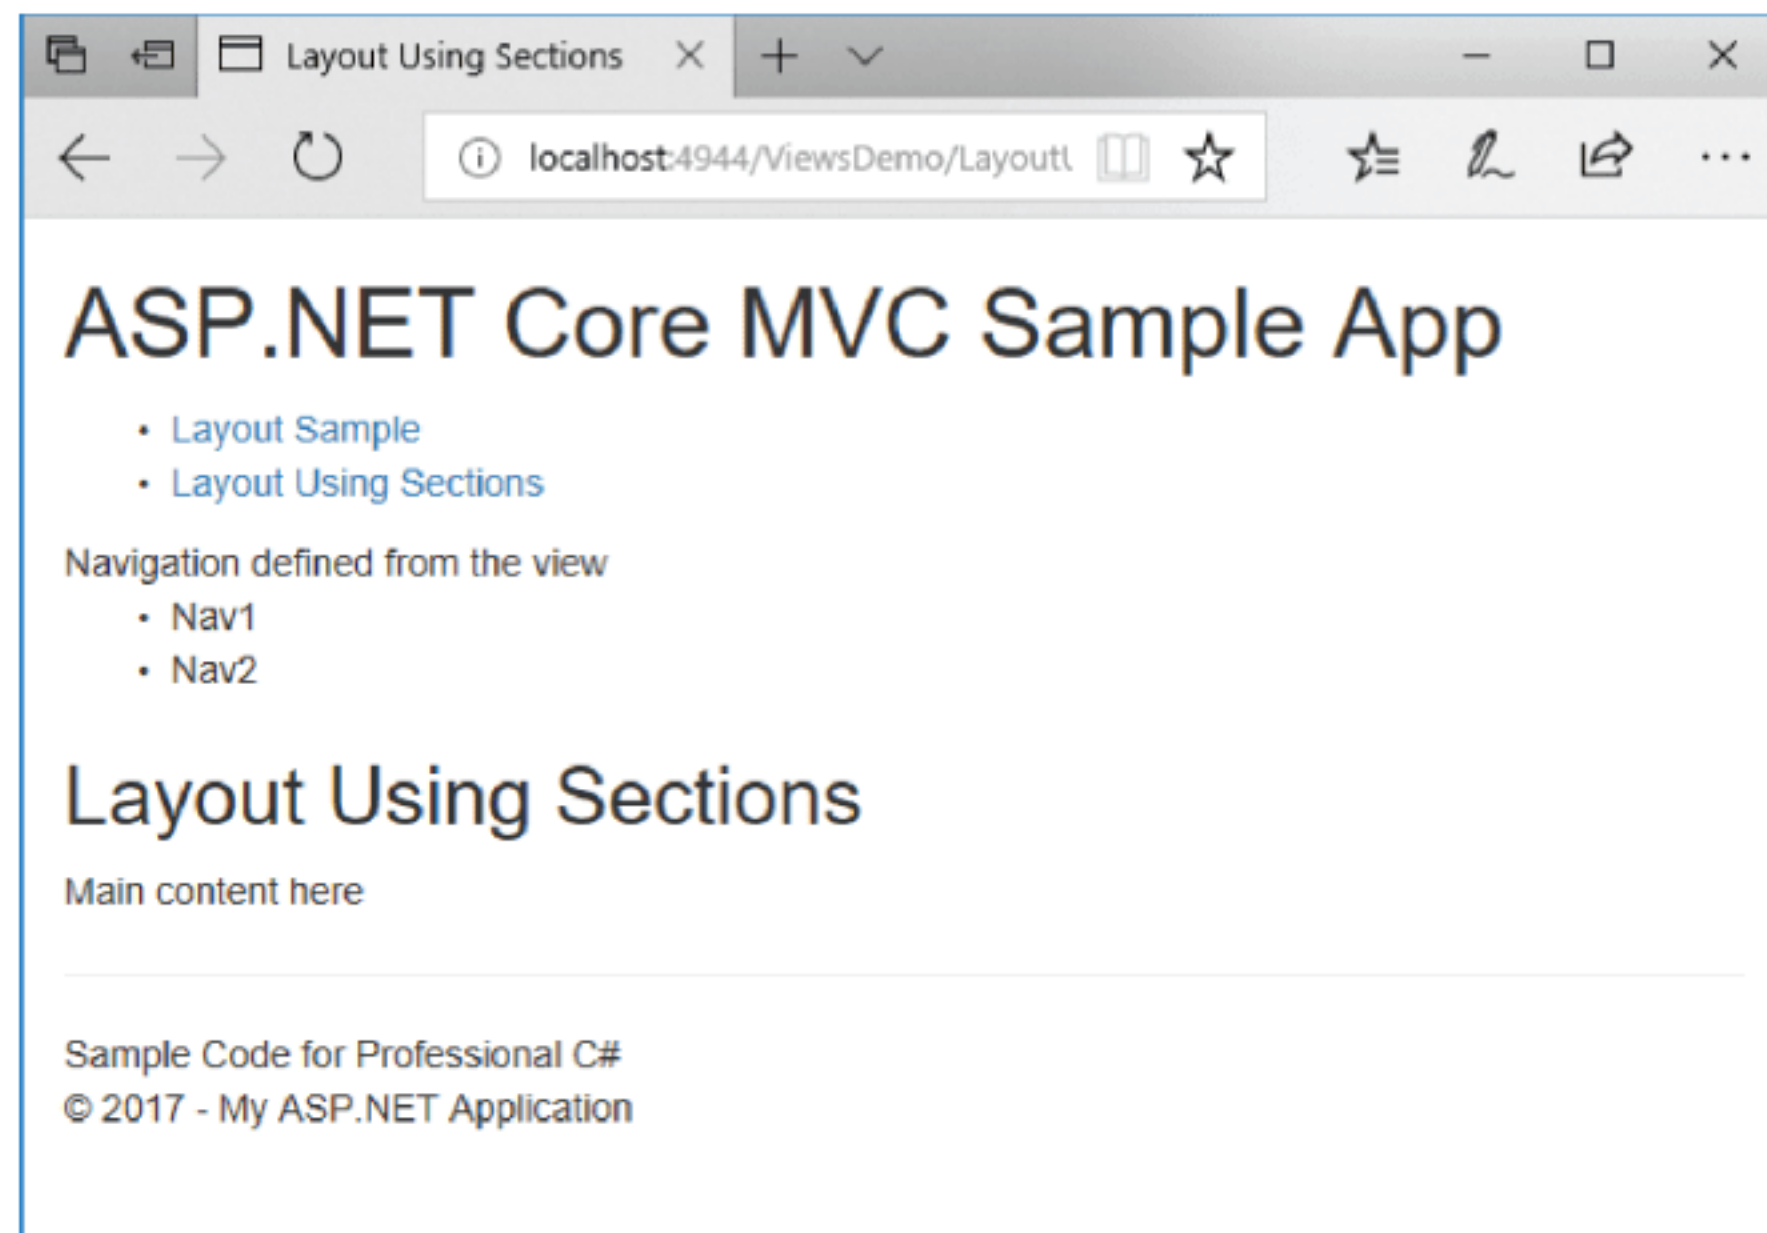 Layout Using Sections
localhost:4944/ViewsDemo/Layoutl
ASP.NET Core MVC Sample App
• Layout Sample
• Layout Using Sections
Navigation defined from the view
• Nav1
• Nav2
Layout Using Sections
Main content here
Sample Code for Professional C#
© 2017 - My ASP.NET Application